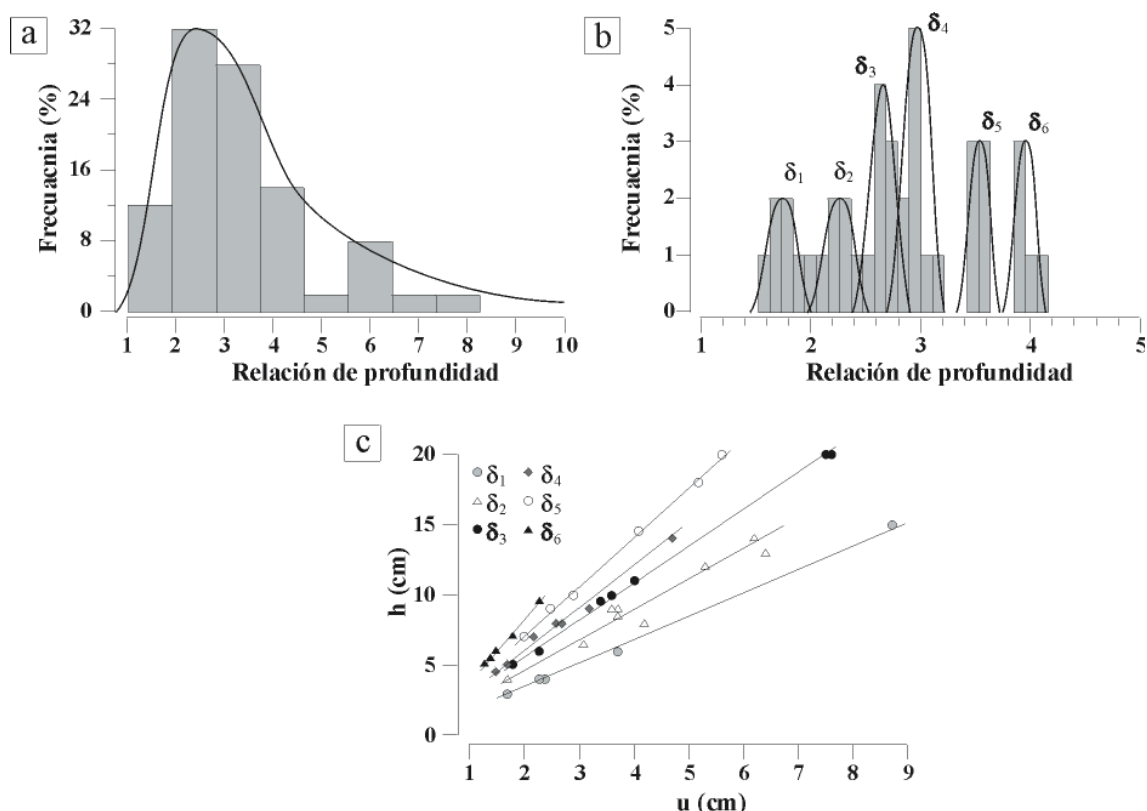 a
32
24
16
8
0
Frecuacnia (%)
1 2 3 4 5 6 7 8 9 10
Relación de profundidad
b
5
4
3
2
1
0
Frecuacnia (%)
δ1
δ2
δ3
δ4
δ5
δ6
1 2 3 4 5
Relación de profundidad
c
20
15
10
5
0
h (cm)
δ1 δ4
δ2 δ5
δ3 δ6
1 2 3 4 5 6 7 8 9
u (cm)